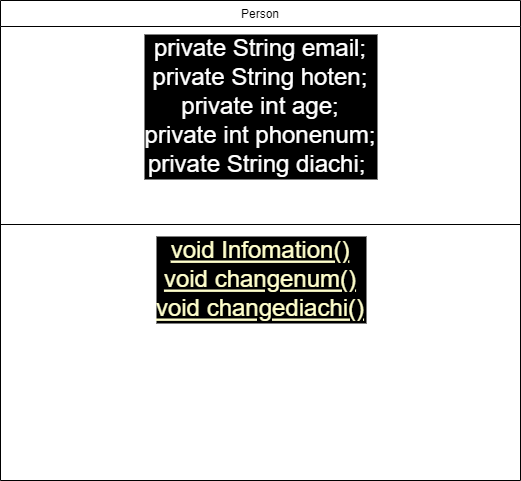 Person
private String email;
private String hoten;
private int age;
private int phonenum;
private String diachi;
void Infomation()
void changenum()
void changediachi()